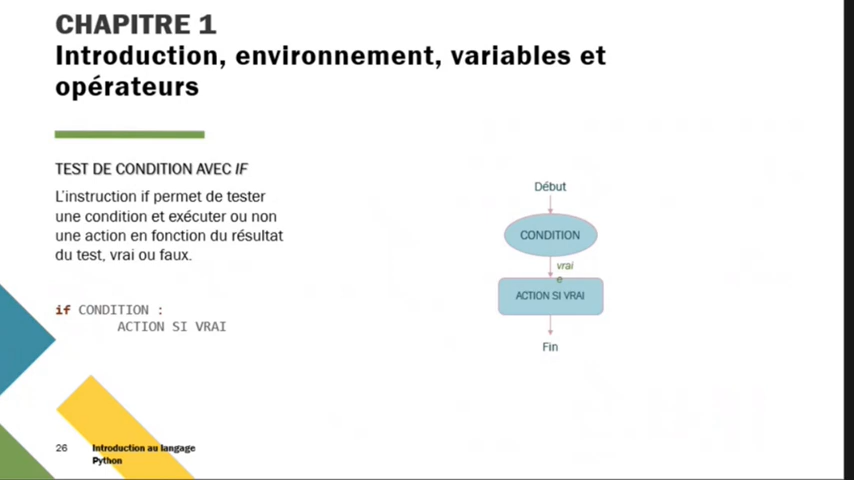 CHAPITRE 1
Introduction, environnement, variables et
opérateurs
TEST DE CONDITION AVEC IF
L'instruction if permet de tester
une condition et exécuter ou non
une action en fonction du résultat
du test, vrai ou faux.
if CONDITION :
ACTION SI VRAI
Début
CONDITION
vrai
e
ACTION SI VRAI
Fin
26
Introduction au langage
Python